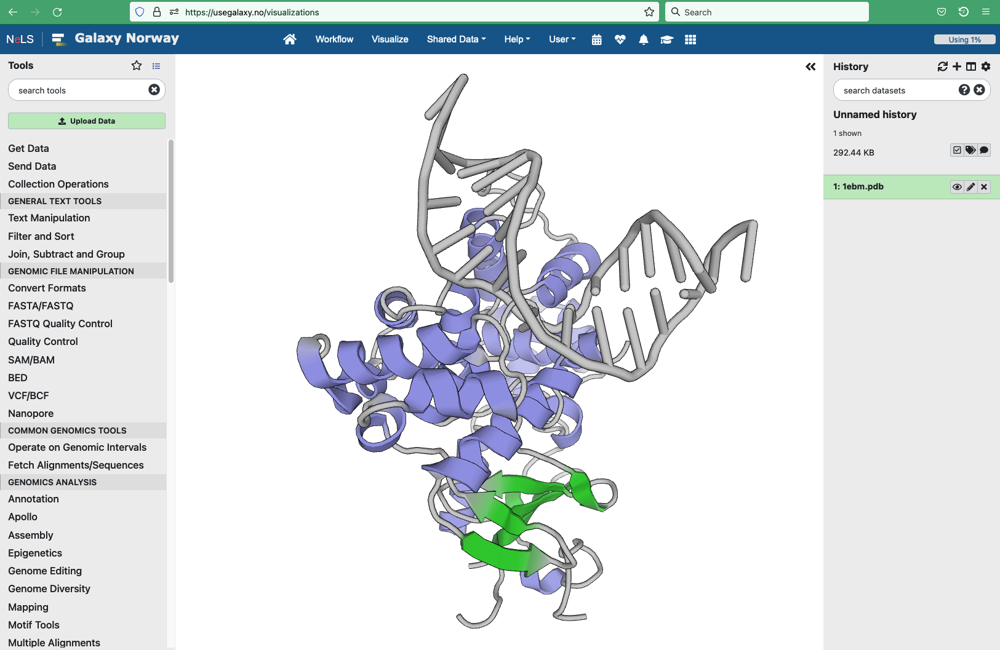 https://usegalaxy.no/visualizations
Search
NeLS
Galaxy Norway
Workflow
Visualize
Shared Data
Help
User
Using 1%
Tools
search tools
Upload Data
Get Data
Send Data
Collection Operations
GENERAL TEXT TOOLS
Text Manipulation
Filter and Sort
Join, Subtract and Group
GENOMIC FILE MANIPULATION
Convert Formats
FASTA/FASTQ
FASTQ Quality Control
Quality Control
SAM/BAM
BED
VCF/BCF
Nanopore
COMMON GENOMICS TOOLS
Operate on Genomic Intervals
Fetch Alignments/Sequences
GENOMICS ANALYSIS
Annotation
Apollo
Assembly
Epigenetics
Genome Editing
Genome Diversity
Mapping
Motif Tools
Multiple Alignments
History
search datasets
Unnamed history
1 shown
292.44 KB
1: 1ebm.pdb